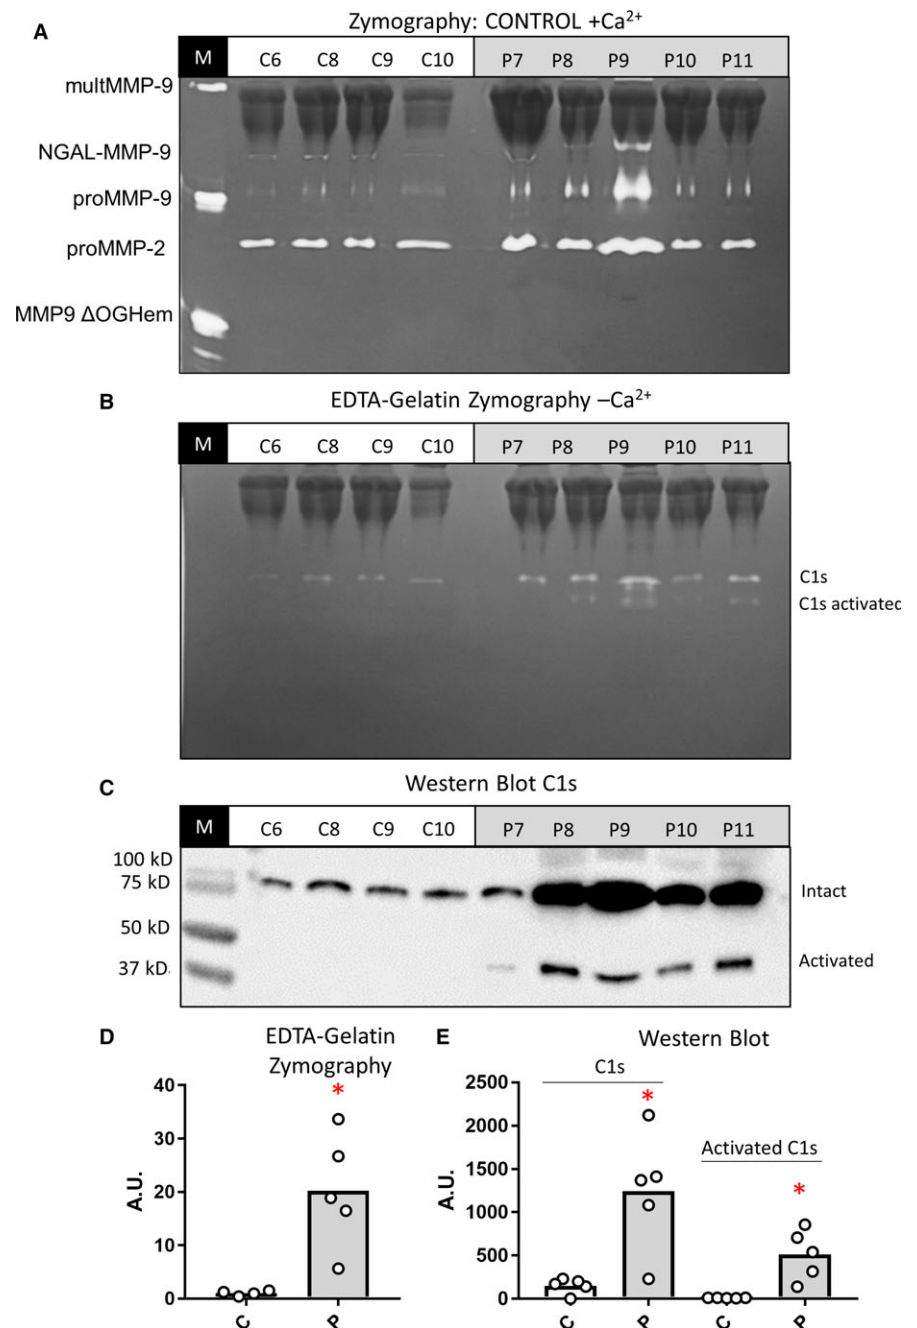 A
Zymography: CONTROL +Ca²⁺
M C6 C8 C9 C10 P7 P8 P9 P10 P11
multMMP-9
NGAL-MMP-9
proMMP-9
proMMP-2
MMP9 ΔOGHem
B
EDTA-Gelatin Zymography –Ca²⁺
M C6 C8 C9 C10 P7 P8 P9 P10 P11
C1s
C1s activated
C
Western Blot C1s
M C6 C8 C9 C10 P7 P8 P9 P10 P11
100 kD
75 kD
50 kD
37 kD.
Intact
Activated
D
EDTA-Gelatin
Zymography
*
40
30
20
10
0
A.U.
C P
E
Western Blot
C1s
*
Activated C1s
*
2500
2000
1500
1000
500
0
A.U.
C P C P